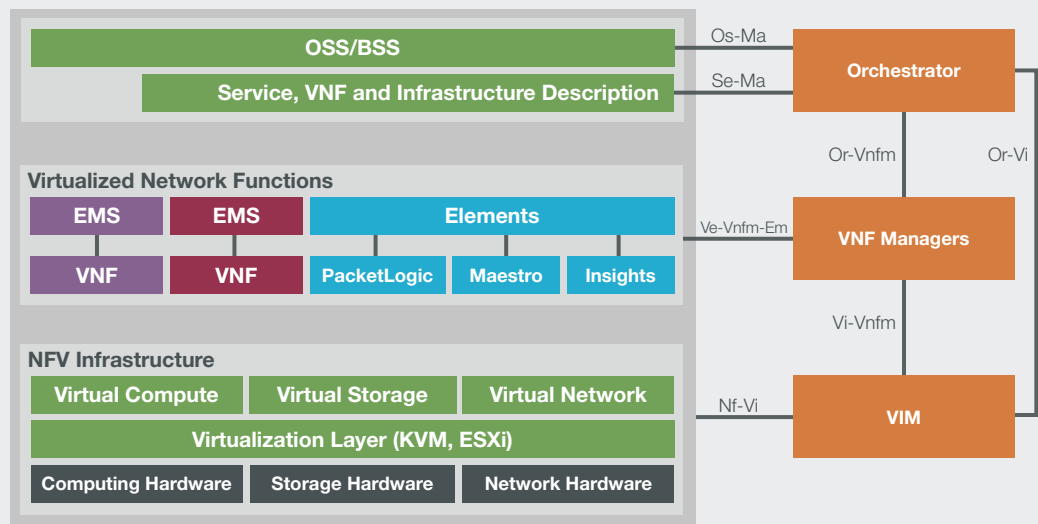 OSS/BSS
Os-Ma
Orchestrator
Service, VNF and Infrastructure Description
Se-Ma
Or-Vnfm
Or-Vi
Virtualized Network Functions
EMS
EMS
Elements
Ve-Vnfm-Em
VNF Managers
VNF
VNF
PacketLogic
Maestro
Insights
Vi-Vnfm
NFV Infrastructure
Virtual Compute
Virtual Storage
Virtual Network
Nf-Vi
VIM
Virtualization Layer (KVM, ESXi)
Computing Hardware
Storage Hardware
Network Hardware